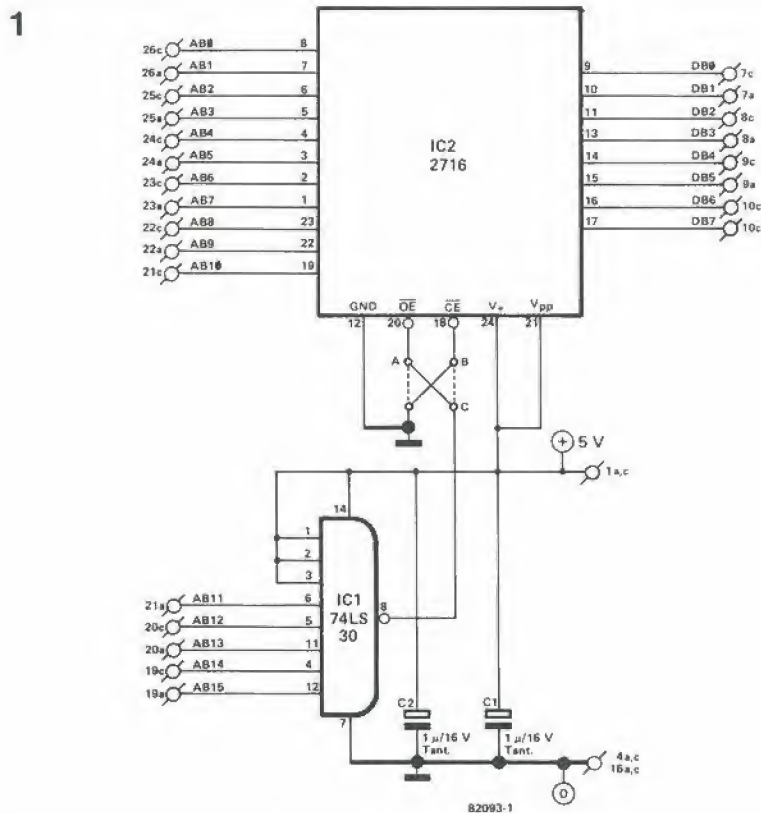 1
26c AB0 8
26a AB1 7
25c AB2 6
25a AB3 5
24c AB4 4
24a AB5 3
23c AB6 2
23a AB7 1
22c AB8 23
22a AB9 22
21c AB10 19
IC2
2716
9 DB0 7c
10 DB1 7a
11 DB2 8c
13 DB3 8a
14 DB4 9c
15 DB5 9a
16 DB6 10c
17 DB7 10c
GND OE CE V+ Vpp
12 20 18 24 21
A B
C
+ 5 V
1a,c
14
1
2
3
21a AB11 6
20c AB12 5
20a AB13 11
19c AB14 4
19a AB15 12
IC1
74LS
30
8
7
C2 C1
1 µ/16 V 1 µ/16 V
Tant. Tant.
4a,c
16a,c
0
82093-1